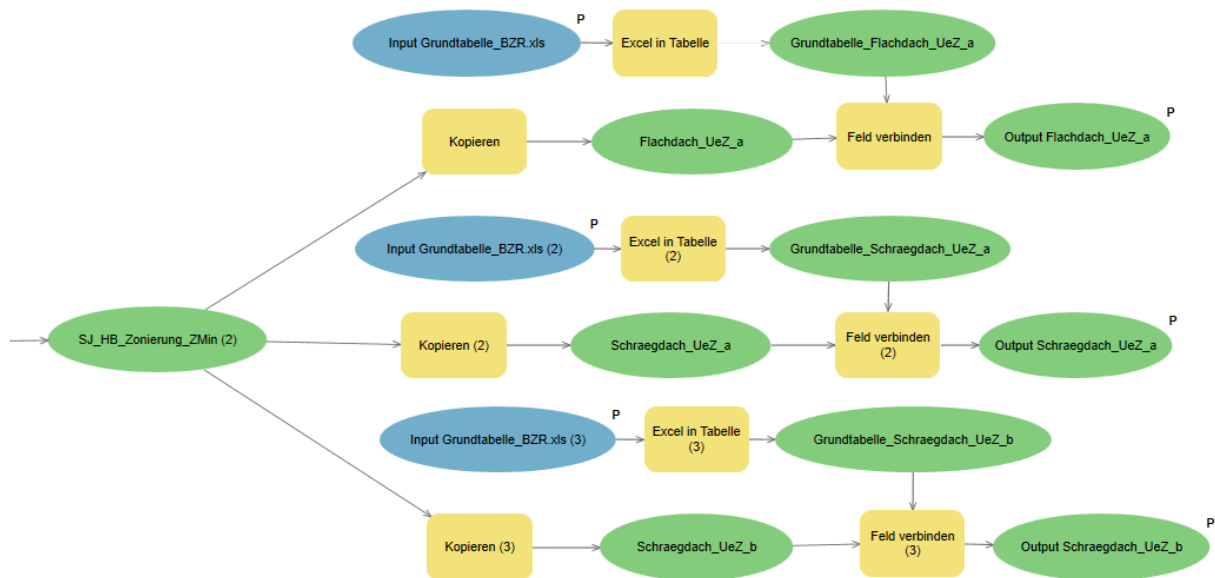 P
Input Grundtabelle_BZR.xls
Excel in Tabelle
Grundtabelle_Flachdach_UeZ_a
P
Kopieren
Flachdach_UeZ_a
Feld verbinden
Output Flachdach_UeZ_a
P
Input Grundtabelle_BZR.xls (2)
Excel in Tabelle
(2)
Grundtabelle_Schraegdach_UeZ_a
P
SJ_HB_Zonierung_ZMin (2)
Kopieren (2)
Schraegdach_UeZ_a
Feld verbinden
(2)
Output Schraegdach_UeZ_a
P
Input Grundtabelle_BZR.xls (3)
Excel in Tabelle
(3)
Grundtabelle_Schraegdach_UeZ_b
P
Kopieren (3)
Schraegdach_UeZ_b
Feld verbinden
(3)
Output Schraegdach_UeZ_b